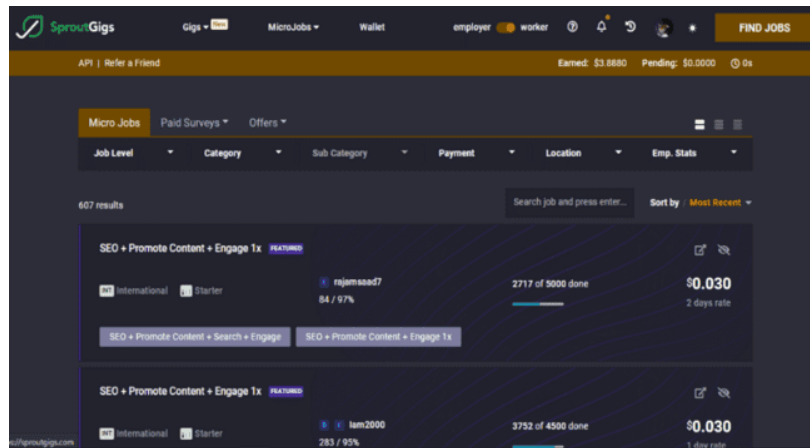 SproutGigs Gigs New MicroJobs Wallet employer worker FIND JOBS
API | Refer a Friend Earned: $3.8880 Pending: $0.0000 0s
Micro Jobs Paid Surveys Offers
Job Level Category Sub Category Payment Location Emp. Stats
607 results Search job and press enter... Sort by Most Recent
SEO + Promote Content + Engage 1x FEATURED
INT International Starter r rajamsaad7 2717 of 5000 done $0.030
84 / 97% 2 days rate
SEO + Promote Content + Search + Engage SEO + Promote Content + Engage 1x
SEO + Promote Content + Engage 1x FEATURED
INT International Starter lam2000 3752 of 4500 done $0.030
283 / 95% 1 day rate
s://sproutgigs.com